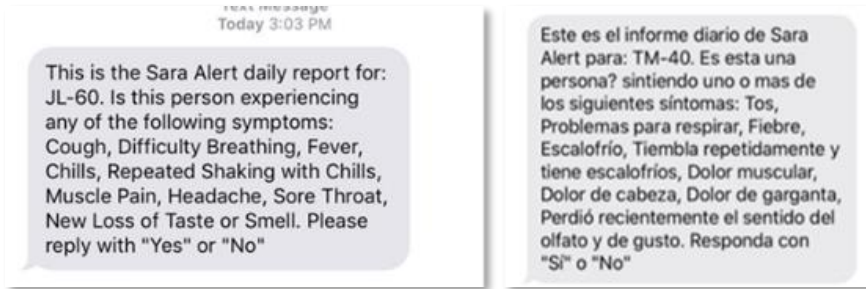 Text Message
Today 3:03 PM
This is the Sara Alert daily report for:
JL-60. Is this person experiencing
any of the following symptoms:
Cough, Difficulty Breathing, Fever,
Chills, Repeated Shaking with Chills,
Muscle Pain, Headache, Sore Throat,
New Loss of Taste or Smell. Please
reply with "Yes" or "No"
Este es el informe diario de Sara
Alert para: TM-40. Es esta una
persona? sintiendo uno o mas de
los siguientes síntomas: Tos,
Problemas para respirar, Fiebre,
Escalofrío, Tiembla repetidamente y
tiene escalofríos, Dolor muscular,
Dolor de cabeza, Dolor de garganta,
Perdió recientemente el sentido del
olfato y de gusto. Responda con
"Sí" o "No"